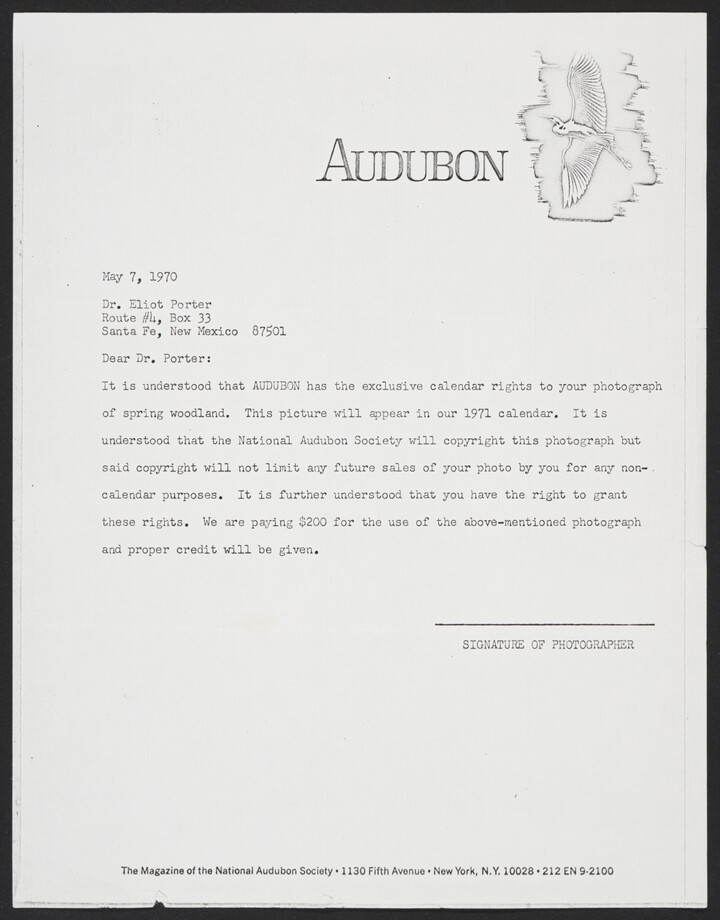 AUDUBON
May 7, 1970
Dr. Eliot Porter
Route #4, Box 33
Santa Fe, New Mexico 87501
Dear Dr. Porter:
It is understood that AUDUBON has the exclusive calendar rights to your photograph
of spring woodland. This picture will appear in our 1971 calendar. It is
understood that the National Audubon Society will copyright this photograph but
said copyright will not limit any future sales of your photo by you for any non-
calendar purposes. It is further understood that you have the right to grant
these rights. We are paying $200 for the use of the above-mentioned photograph
and proper credit will be given.
SIGNATURE OF PHOTOGRAPHER
The Magazine of the National Audubon Society • 1130 Fifth Avenue • New York, N.Y. 10028 • 212 EN 9-2100